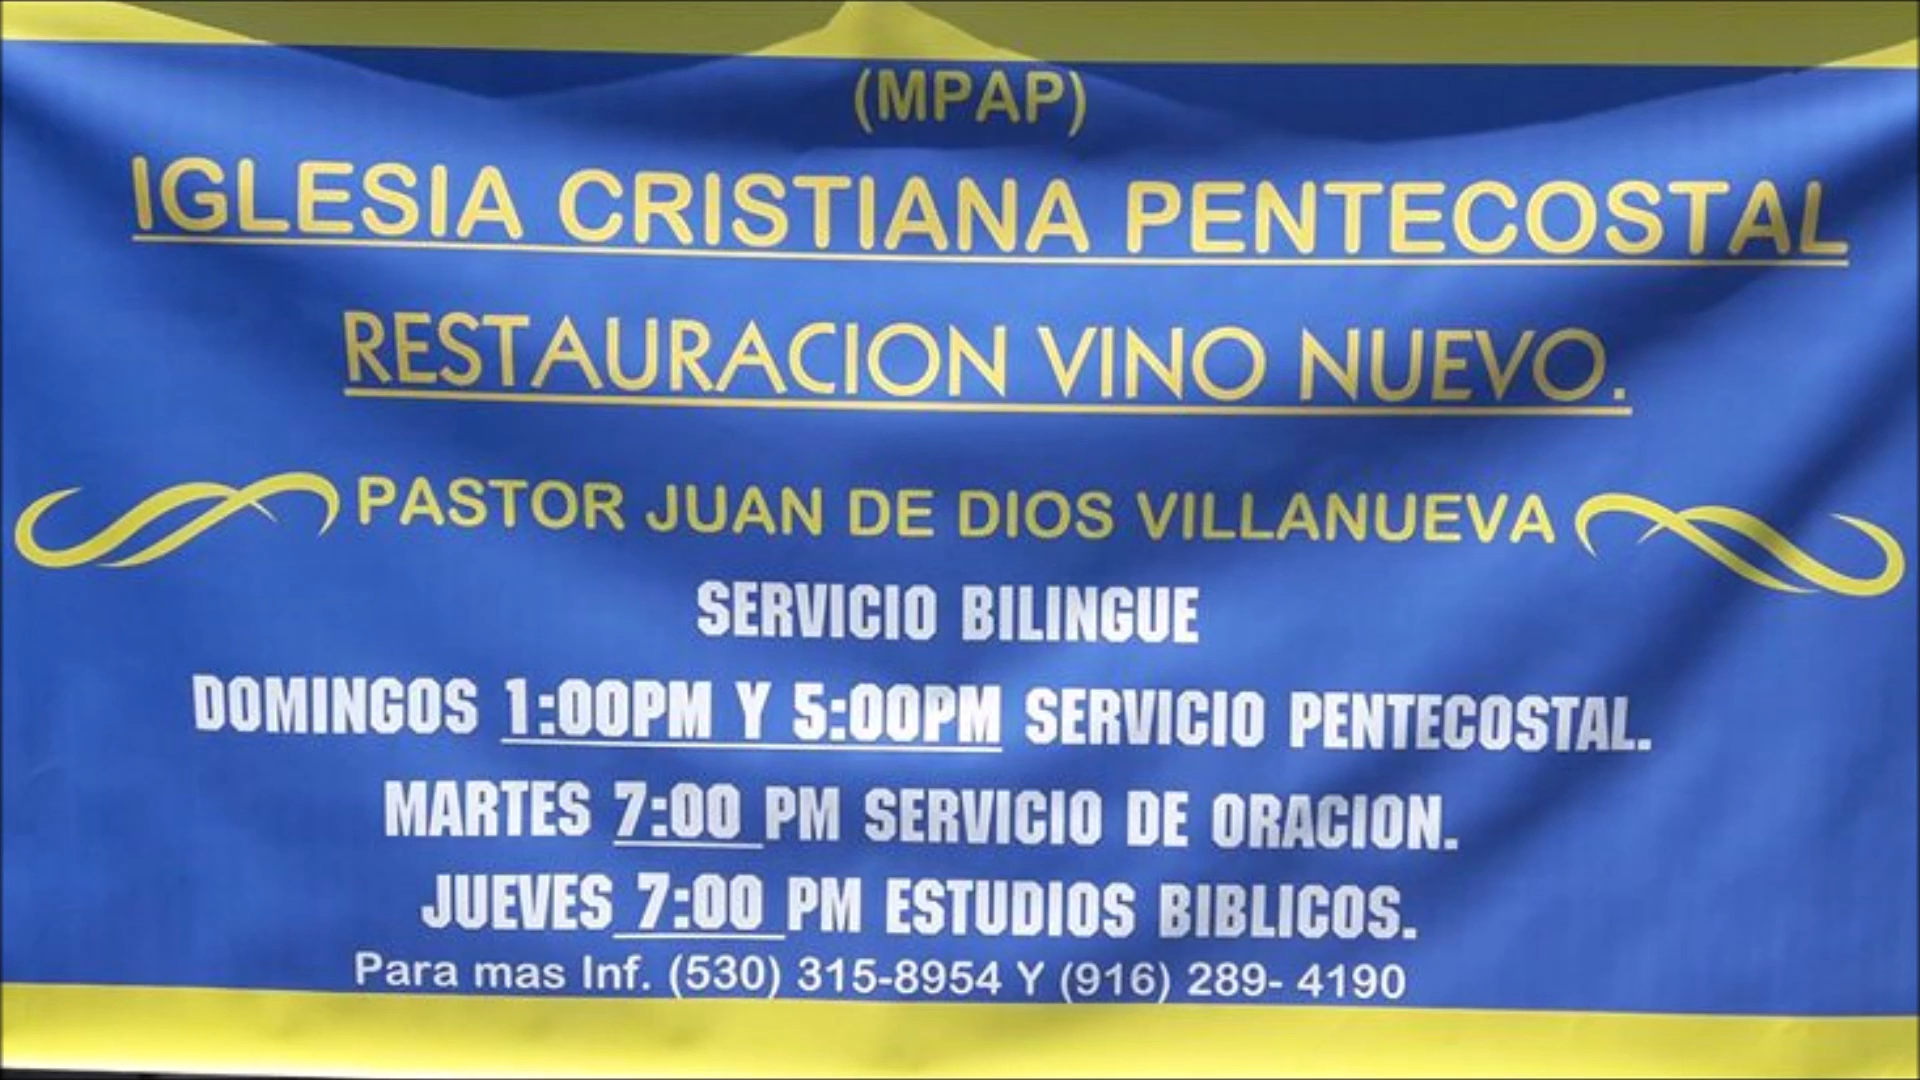 (MPAP)
IGLESIA CRISTIANA PENTECOSTAL
RESTAURACION VINO NUEVO.
PASTOR JUAN DE DIOS VILLANUEVA
SERVICIO BILINGUE
DOMINGOS 1:00PM Y 5:00PM SERVICIO PENTECOSTAL.
MARTES 7:00 PM SERVICIO DE ORACION.
JUEVES 7:00 PM ESTUDIOS BIBLICOS.
Para mas Inf. (530) 315-8954 Y (916) 289- 4190